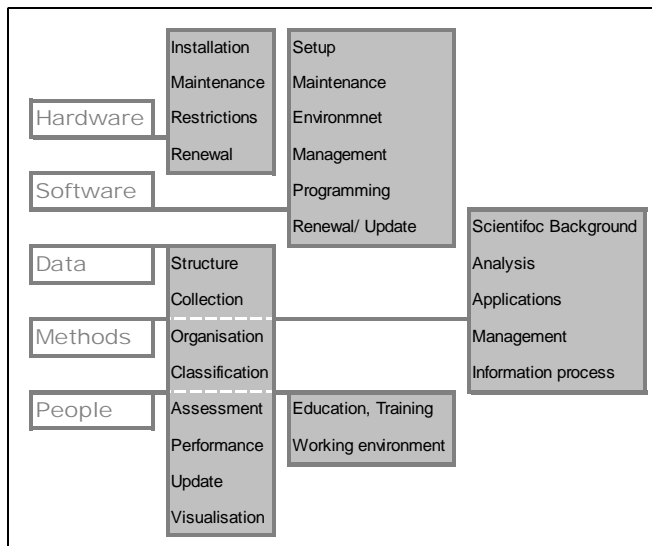 Hardware
Software
Data
Methods
People
Installation
Maintenance
Restrictions
Renewal
Setup
Maintenance
Environmnet
Management
Programming
Renewal/ Update
Structure
Collection
Organisation
Classification
Assessment
Performance
Update
Visualisation
Scientifoc Background
Analysis
Applications
Management
Information process
Education, Training
Working environment